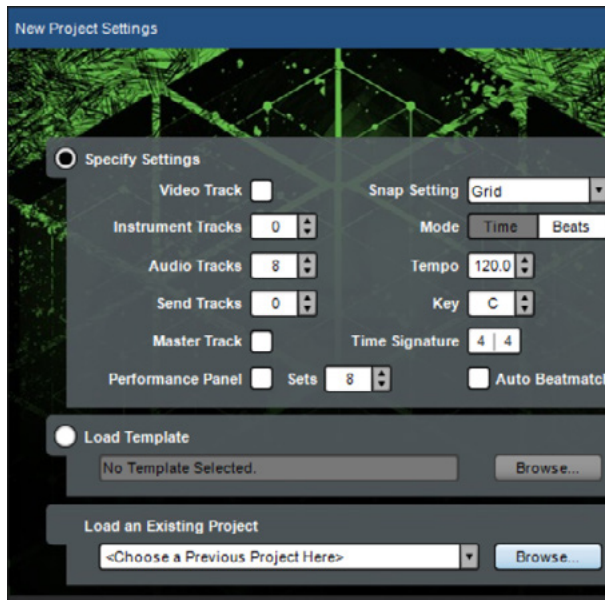 New Project Settings
Specify Settings
Video Track Snap Setting Grid
Instrument Tracks 0 Mode Time Beats
Audio Tracks 8 Tempo 120.0
Send Tracks 0 Key C
Master Track Time Signature 4 | 4
Performance Panel Sets 8 Auto Beatmatch
Load Template
No Template Selected. Browse...
Load an Existing Project
<Choose a Previous Project Here> Browse...